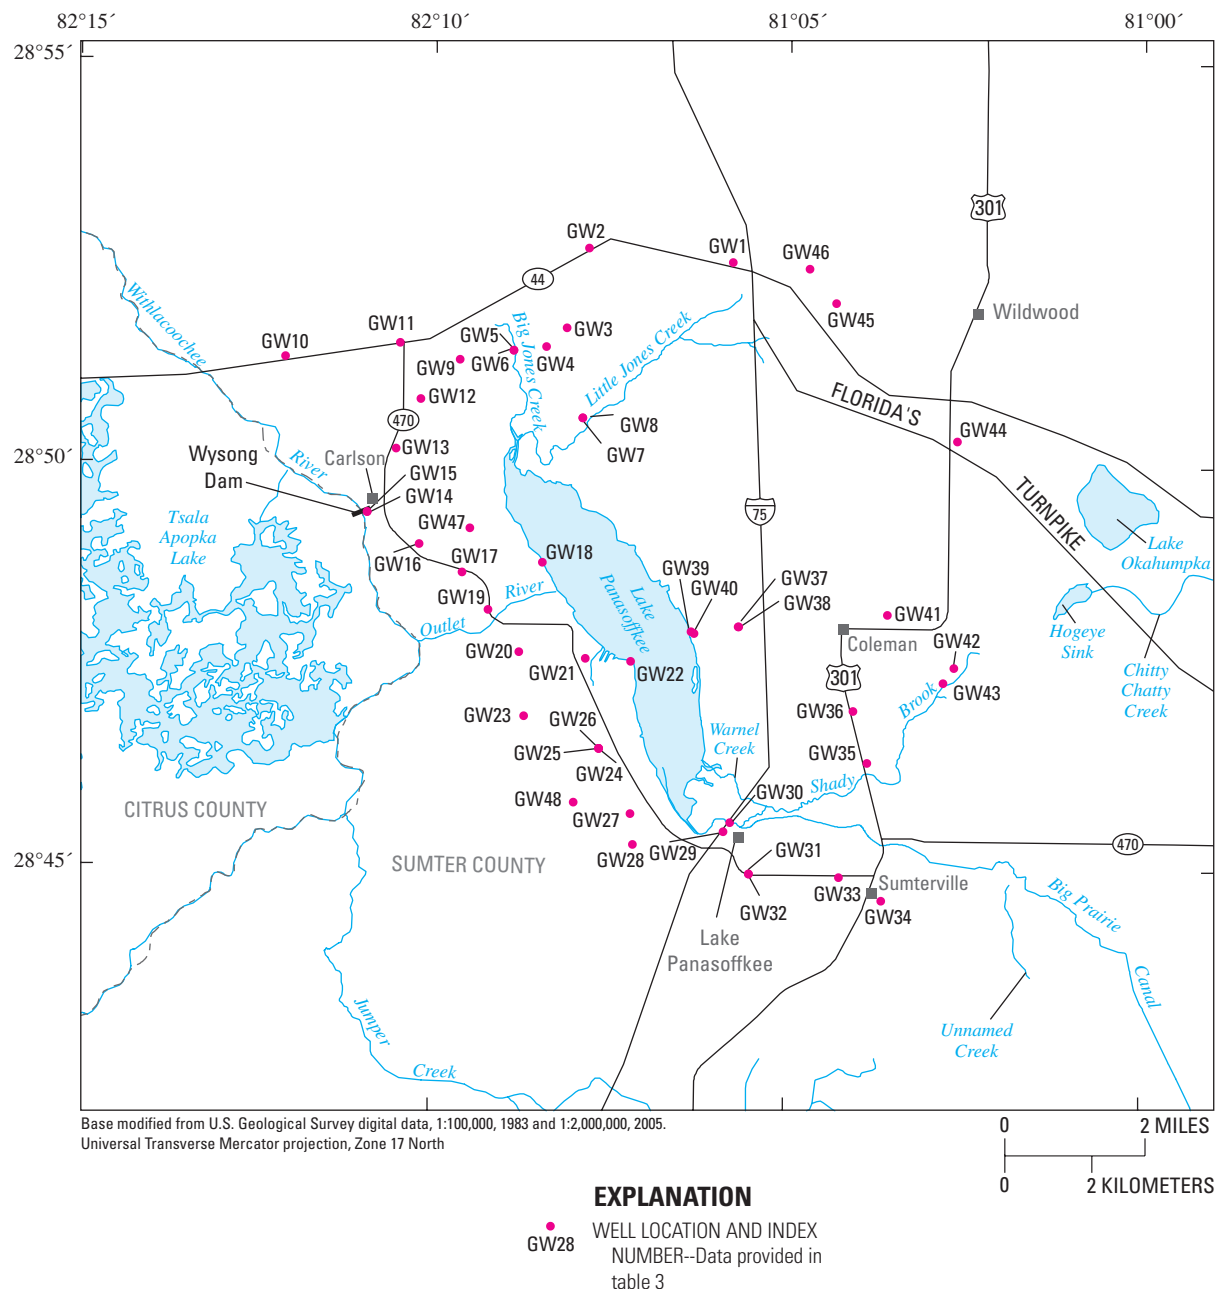 82°15´
82°10´
81°05´
81°00´
28°55´
301
GW2
GW1
GW46
44
Withlacoochee
GW45
Wildwood
GW11
GW10
GW5
Big Jones Creek
GW3
Little Jones Creek
GW9
GW6
GW4
GW12
FLORIDA'S
470
GW8
GW7
GW44
GW13
28°50´
Wysong
Dam
River
Carlson
GW15
GW14
TURNPIKE
75
Tsala
Apopka
Lake
GW47
GW16
GW17
GW18
Lake
Okahumpka
GW39
GW40
GW37
GW38
Lake
Panasoffkee
GW19
River
Outlet
GW41
Coleman
Hogeye
Sink
GW20
GW21
GW22
GW42
301
GW43
Chitty
Chatty
Creek
Brook
GW23
GW26
GW25
GW24
GW36
Warnel
Creek
GW35
Shady
CITRUS COUNTY
GW48
GW27
GW30
28°45´
SUMTER COUNTY
GW28
GW29
GW31
470
GW32
GW33
Sumterville
GW34
Big Prairie
Canal
Lake
Panasoffkee
Unnamed
Creek
Jumper
Creek
Base modified from U.S. Geological Survey digital data, 1:100,000, 1983 and 1:2,000,000, 2005.
Universal Transverse Mercator projection, Zone 17 North
0 2 MILES
0 2 KILOMETERS
EXPLANATION
GW28
WELL LOCATION AND INDEX
NUMBER--Data provided in
table 3